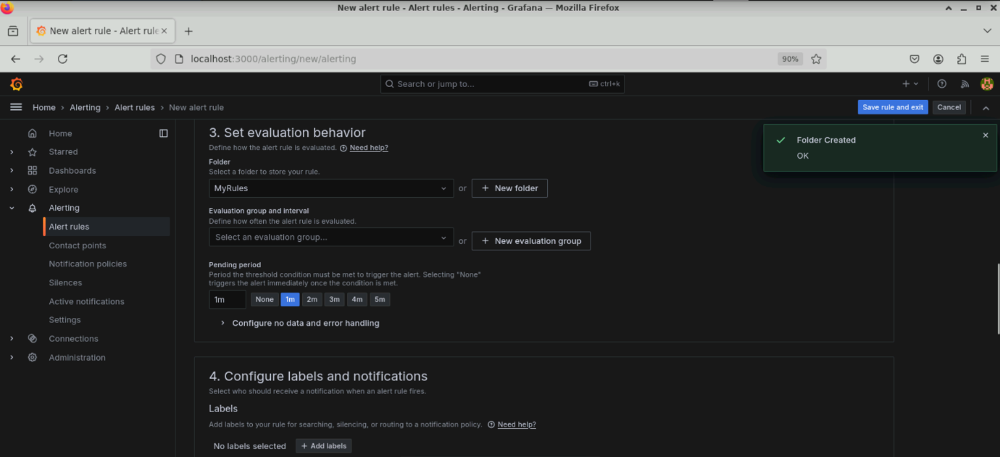 New alert rule - Alert rules - Alerting - Grafana — Mozilla Firefox
New alert rule - Alert rule
localhost:3000/alerting/new/alerting
90%
Search or jump to...
ctrl+k
Home › Alerting › Alert rules › New alert rule
Save rule and exit
Cancel
Home
Starred
Dashboards
Explore
Alerting
Alert rules
Contact points
Notification policies
Silences
Active notifications
Settings
Connections
Administration
3. Set evaluation behavior
Define how the alert rule is evaluated. Need help?
Folder
Select a folder to store your rule.
MyRules
or
+ New folder
Evaluation group and interval
Define how often the alert rule is evaluated.
Select an evaluation group...
or
+ New evaluation group
Pending period
Period the threshold condition must be met to trigger the alert. Selecting "None"
triggers the alert immediately once the condition is met.
1m
None
1m
2m
3m
4m
5m
Configure no data and error handling
4. Configure labels and notifications
Select who should receive a notification when an alert rule fires.
Labels
Add labels to your rule for searching, silencing, or routing to a notification policy. Need help?
No labels selected
+ Add labels
Folder Created
OK